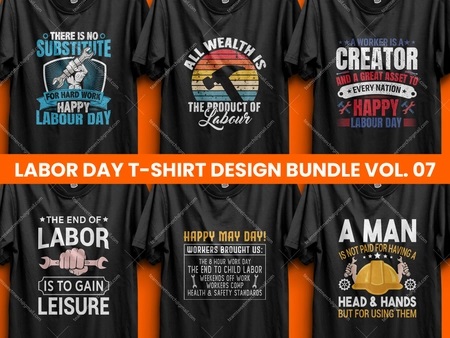 THERE IS NO
SUBSTITUTE
FOR HARD WORK
HAPPY
LABOUR DAY
ALL WEALTH IS
THE PRODUCT OF
Labour
A WORKER IS A
CREATOR
AND A GREAT ASSET TO
EVERY NATION
HAPPY
LABOUR DAY
LABOR DAY T-SHIRT DESIGN BUNDLE VOL. 07
THE END OF
LABOR
IS TO GAIN
LEISURE
HAPPY MAY DAY!
WORKERS BROUGHT US:
THE 8 HOUR WORK DAY
THE END TO CHILD LABOR
WEEKENDS OFF WORK
WORKERS COMP
HEALTH & SAFETY STANDARDS
A MAN
IS NOT PAID FOR HAVING A
HEAD & HANDS
BUT FOR USING THEM